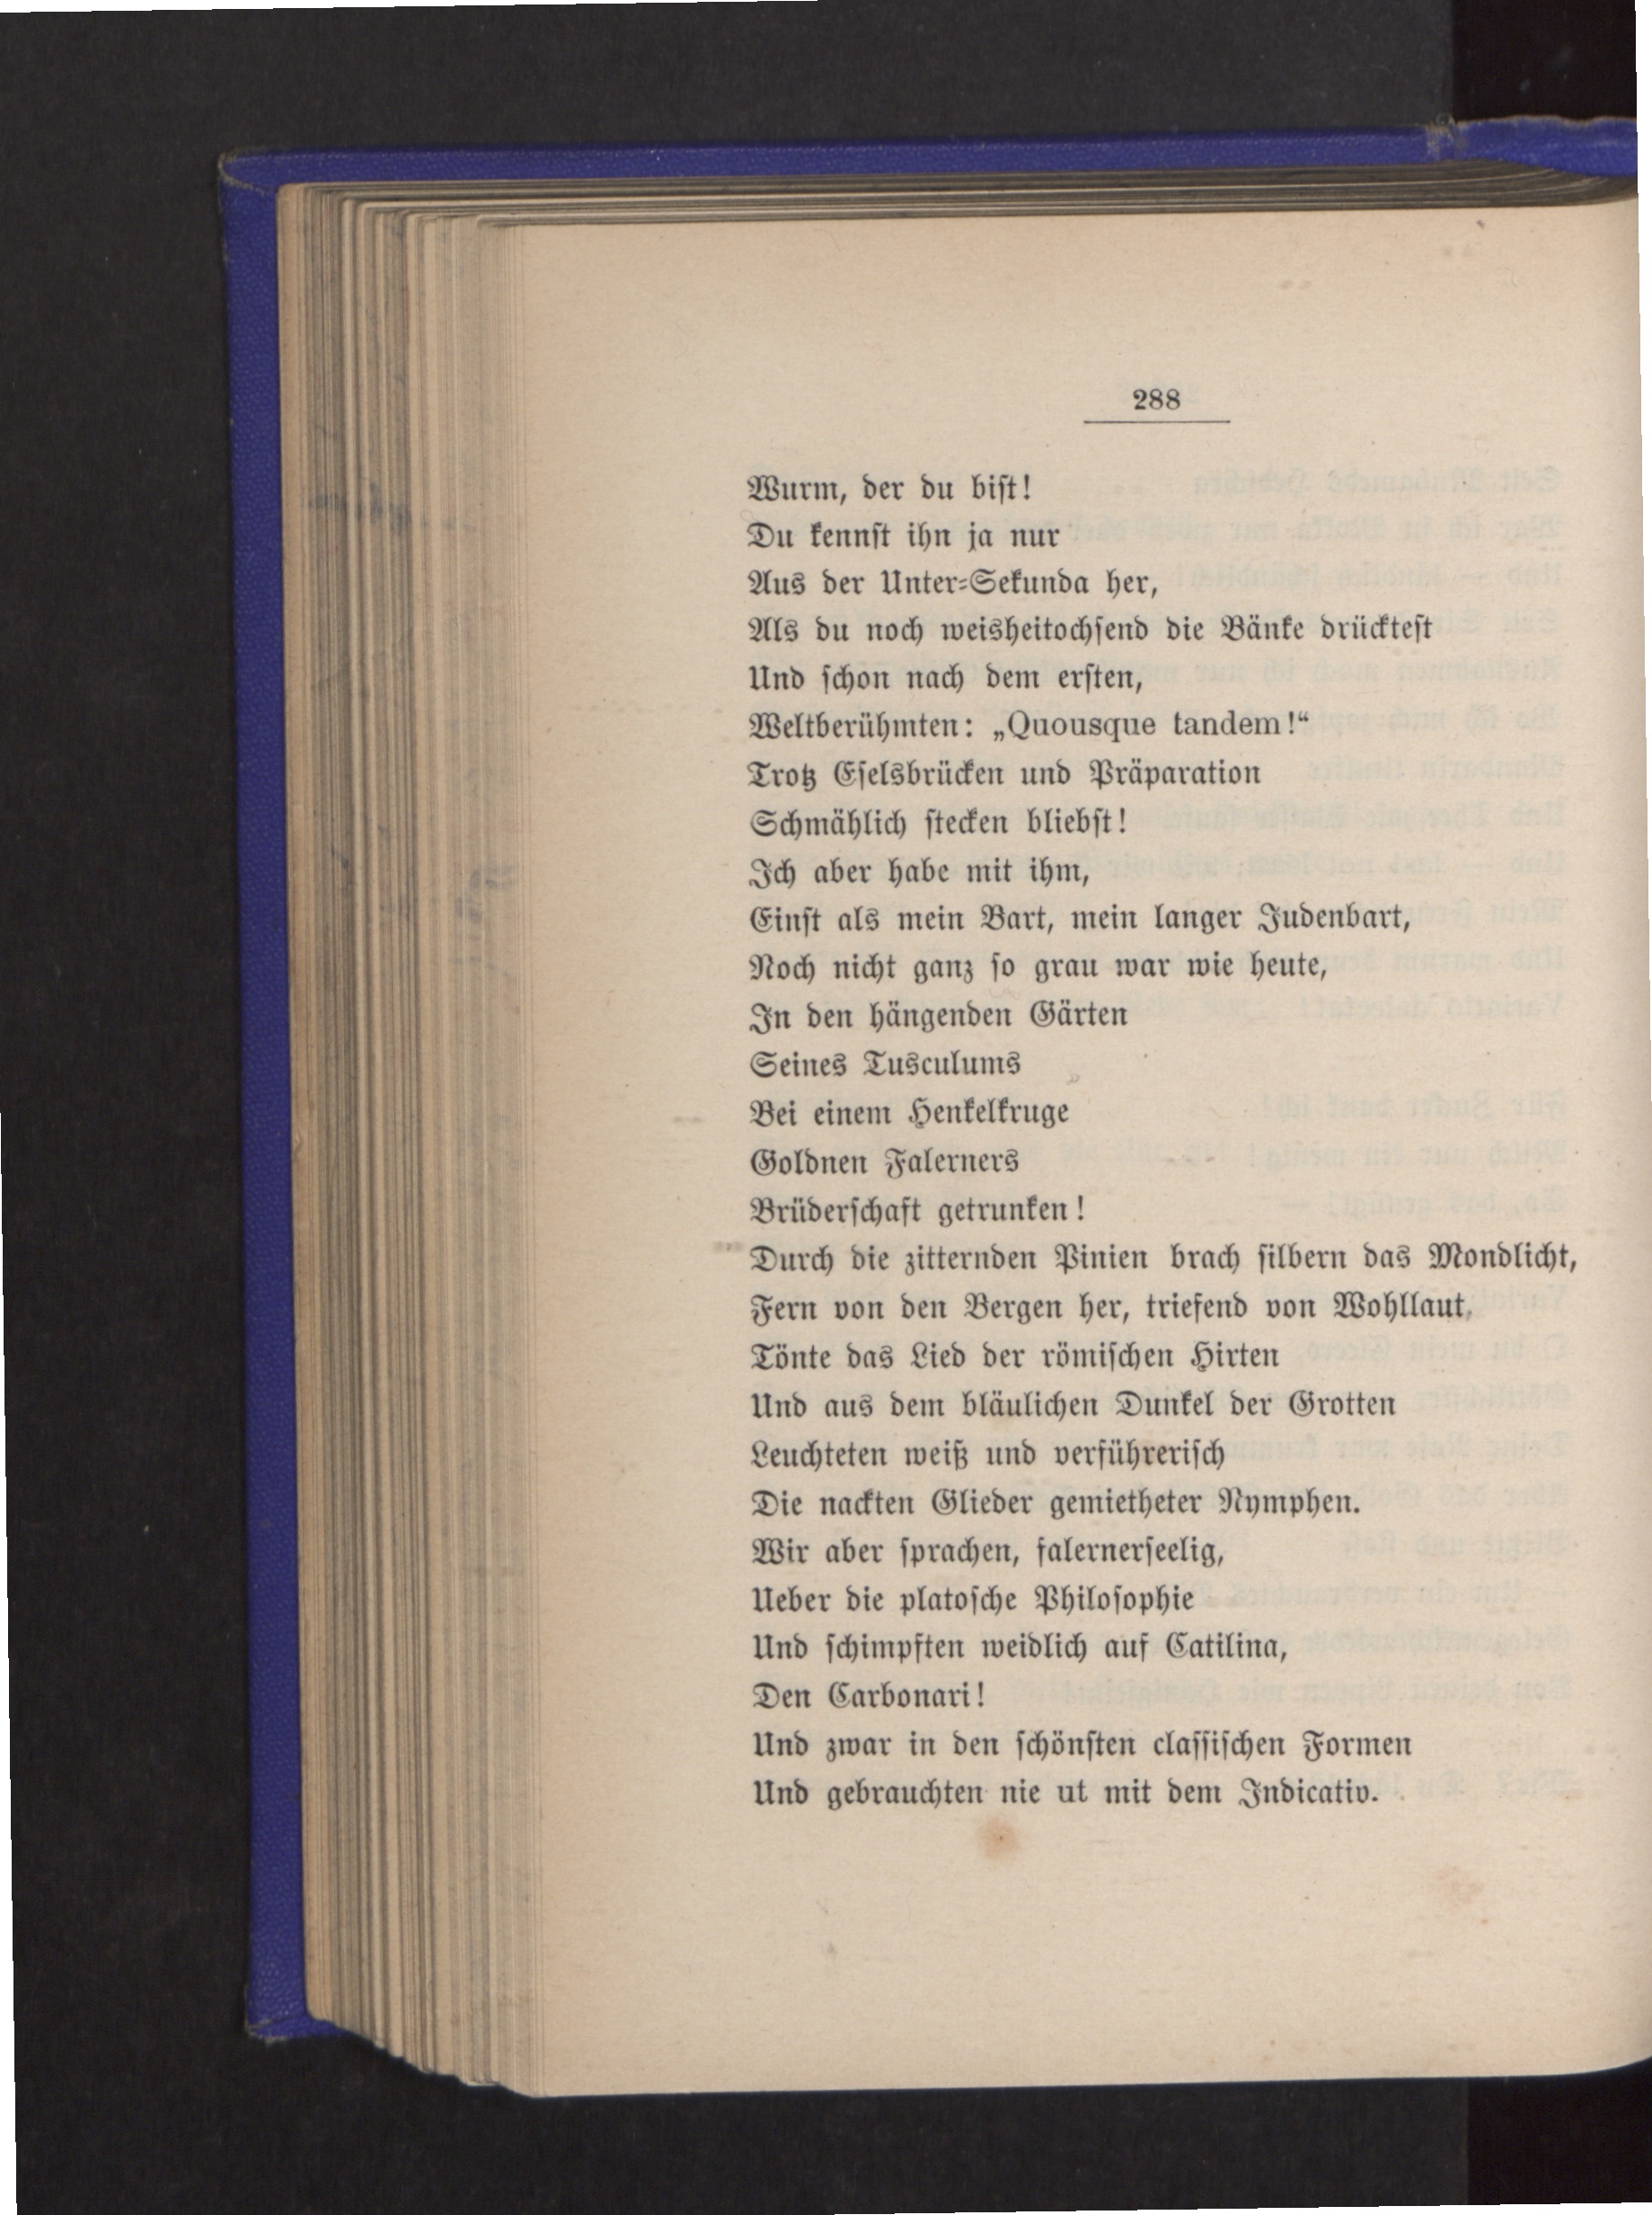 288
Wurm, der du bist!
Du kennst ihn ja nur
Aus der Unter-Sekunda her,
Als du noch weisheitochsend die Bänke drücktest
Und schon nach dem ersten,
Weltberühmten: „Quousque tandem!“
Trotz Eselsbrücken und Präparation
Schmählich stecken bliebst!
Ich aber habe mit ihm,
Einst als mein Bart, mein langer Judenbart,
Noch nicht ganz so grau war wie heute,
In den hängenden Gärten
Seines Tusculums
Bei einem Henkelkruge
Goldnen Falerners
Brüderschaft getrunken!
Durch die zitternden Pinien brach silbern das Mondlicht,
Fern von den Bergen her, triefend von Wohllaut,
Tönte das Lied der römischen Hirten
Und aus dem bläulichen Dunkel der Grotten
Leuchteten weiß und verführerisch
Die nackten Glieder gemietheter Nymphen.
Wir aber sprachen, falernerseelig,
Ueber die platosche Philosophie
Und schimpften weidlich auf Catilina,
Den Carbonari!
Und zwar in den schönsten classischen Formen
Und gebrauchten nie ut mit dem Indicativ.